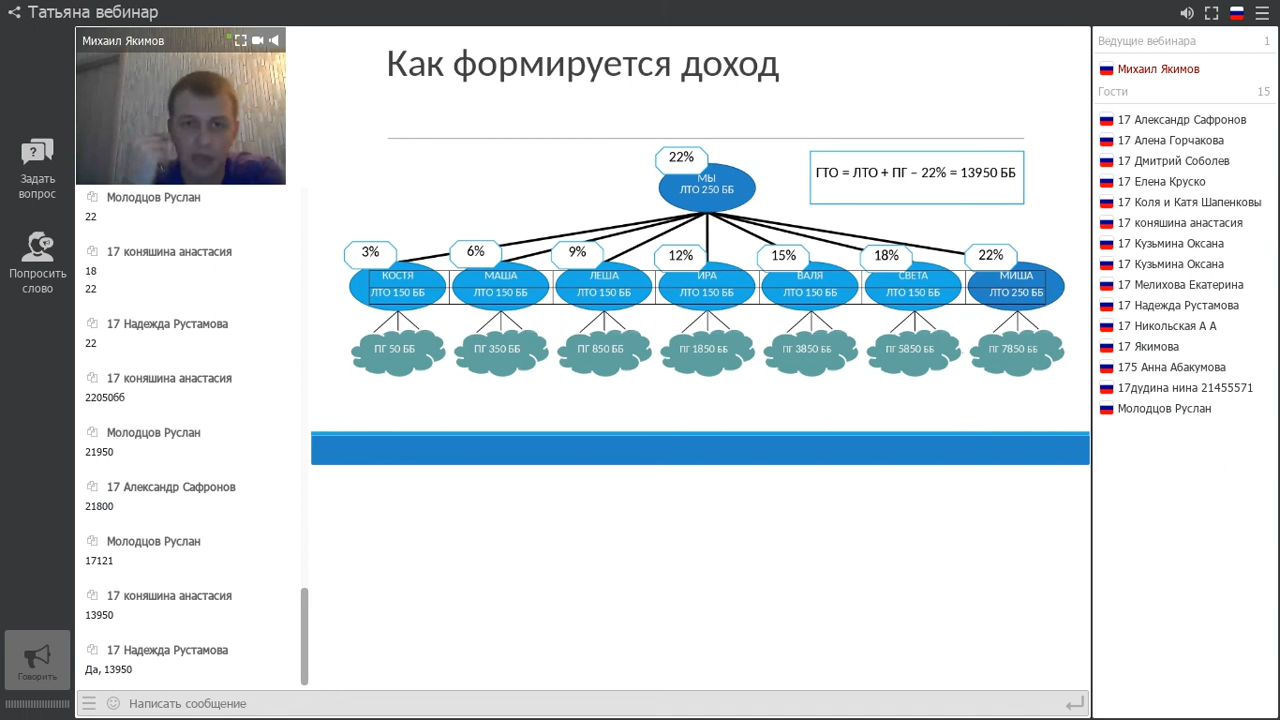 Татьяна вебинар
Михаил Якимов
Задать
вопрос
Попросить
слово
Говорить
Молодцов Руслан
22
17 коняшина анастасия
18
22
17 Надежда Рустамова
22
17 коняшина анастасия
22050бб
Молодцов Руслан
21950
17 Александр Сафронов
21800
Молодцов Руслан
17121
17 коняшина анастасия
13950
17 Надежда Рустамова
Да, 13950
Написать сообщение
Как формируется доход
22%
МЫ
ЛТО 250 ББ
ГТО = ЛТО + ПГ – 22% = 13950 ББ
3% 6% 9% 12% 15% 18% 22%
КОСТЯ МАША ЛЕША ИРА ВАЛЯ СВЕТА МИША
ЛТО 150 ББ ЛТО 150 ББ ЛТО 150 ББ ЛТО 150 ББ ЛТО 150 ББ ЛТО 150 ББ ЛТО 250 ББ
ПГ 50 ББ ПГ 350 ББ ПГ 850 ББ ПГ 1850 ББ ПГ 3850 ББ ПГ 5850 ББ ПГ 7850 ББ
Ведущие вебинара 1
Михаил Якимов
Гости 15
17 Александр Сафронов
17 Алена Горчакова
17 Дмитрий Соболев
17 Елена Круско
17 Коля и Катя Шапенковы
17 коняшина анастасия
17 Кузьмина Оксана
17 Кузьмина Оксана
17 Мелихова Екатерина
17 Надежда Рустамова
17 Никольская А А
17 Якимова
175 Анна Абакумова
17дудина нина 21455571
Молодцов Руслан